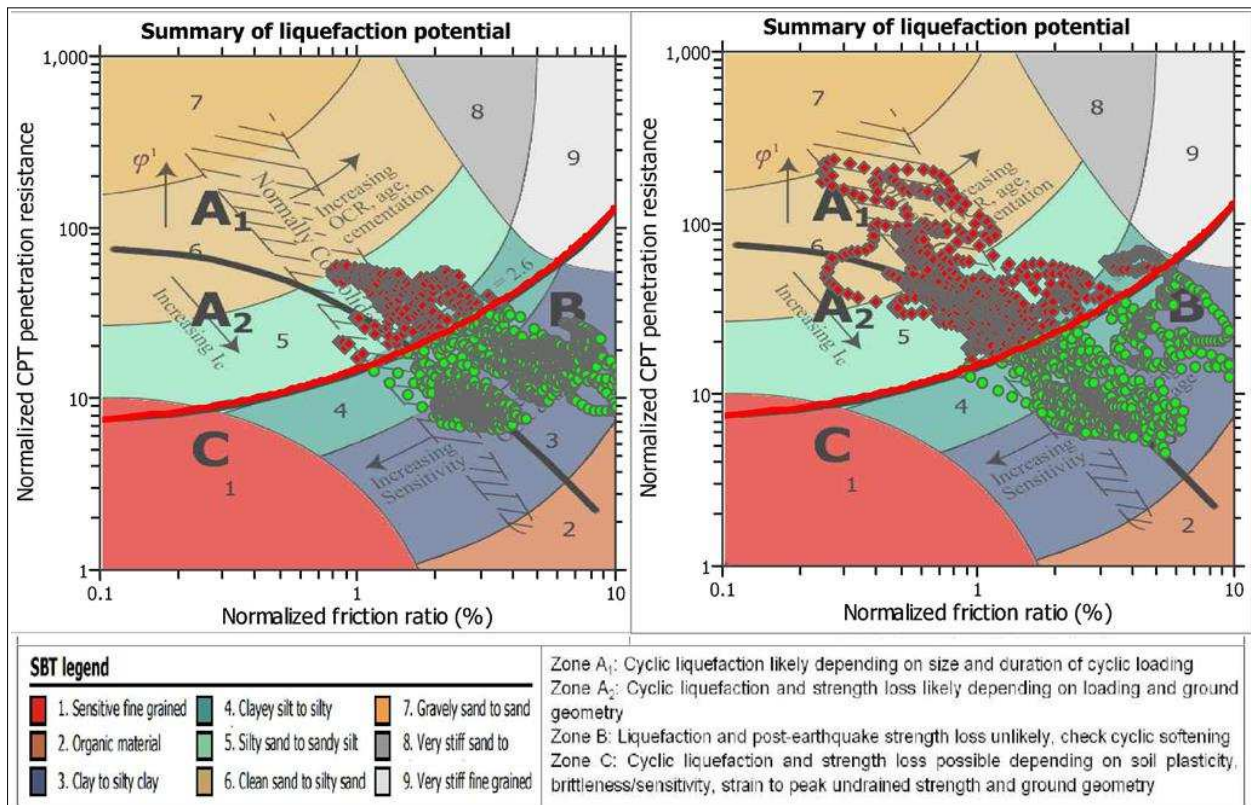 Summary of liquefaction potential
Normalized CPT penetration resistance
1,000
100
10
1
0.1
1
10
Normalized friction ratio (%)
7
8
9
φ¹
A₁
Increasing
OCR, age,
cementation
Normally
6
A₂
Increasing Ic
5
= 2.6
B
4
3
C
1
Increasing
Sensitivity
2
Summary of liquefaction potential
Normalized CPT penetration resistance
1,000
100
10
1
0.1
1
10
Normalized friction ratio (%)
7
8
9
φ¹
A₁
6
A₂
Increasing Ic
5
B
4
C
1
Increasing
Sensitivity
2
SBT legend
1. Sensitive fine grained
2. Organic material
3. Clay to silty clay
4. Clayey silt to silty
5. Silty sand to sandy silt
6. Clean sand to silty sand
7. Gravely sand to sand
8. Very stiff sand to
9. Very stiff fine grained
Zone A₁: Cyclic liquefaction likely depending on size and duration of cyclic loading
Zone A₂: Cyclic liquefaction and strength loss likely depending on loading and ground
geometry
Zone B: Liquefaction and post-earthquake strength loss unlikely, check cyclic softening
Zone C: Cyclic liquefaction and strength loss possible depending on soil plasticity,
brittleness/sensitivity, strain to peak undrained strength and ground geometry